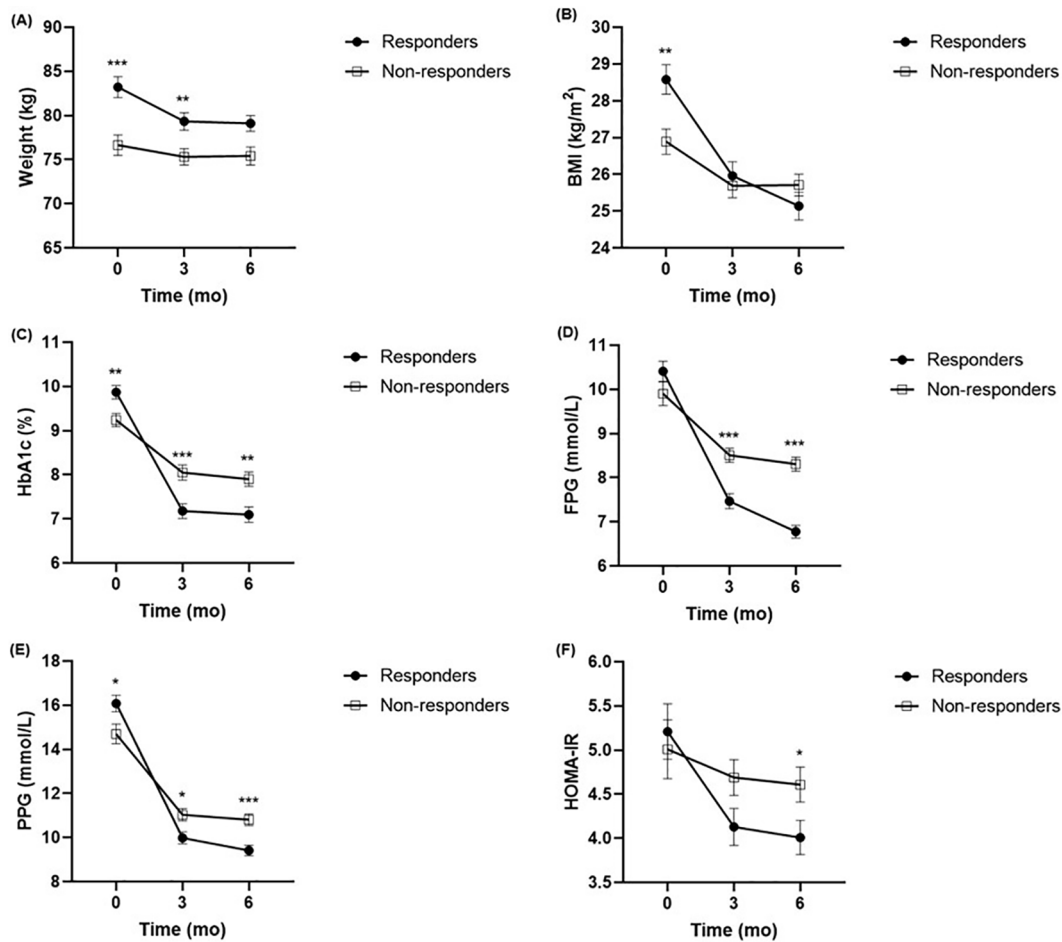 (A)
Weight (kg)
90
85
80
75
70
65
***
**
0 3 6
Time (mo)
Responders
Non-responders
(B)
BMI (kg/m²)
30
29
28
27
26
25
24
**
0 3 6
Time (mo)
Responders
Non-responders
(C)
HbA1c (%)
11
10
9
8
7
6
**
***
**
0 3 6
Time (mo)
Responders
Non-responders
(D)
FPG (mmol/L)
11
10
9
8
7
6
***
***
0 3 6
Time (mo)
Responders
Non-responders
(E)
PPG (mmol/L)
18
16
14
12
10
8
*
*
***
0 3 6
Time (mo)
Responders
Non-responders
(F)
HOMA-IR
6.0
5.5
5.0
4.5
4.0
3.5
*
0 3 6
Time (mo)
Responders
Non-responders